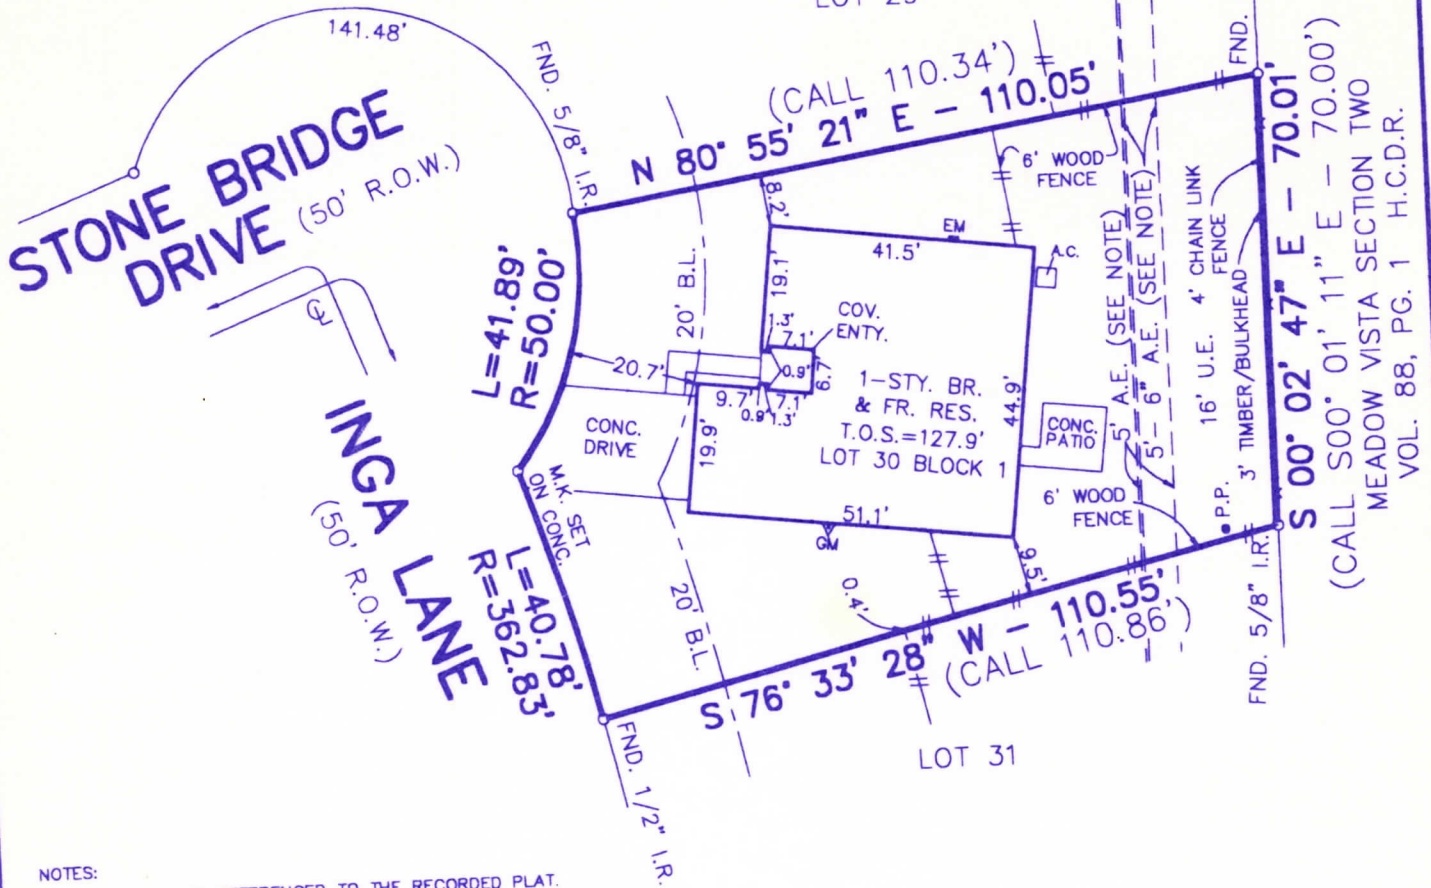 141.48'
STONE BRIDGE
DRIVE (50' R.O.W.)
INGA LANE
(50' R.O.W.)
FND. 5/8" I.R.
(CALL 110.34')
N 80° 55' 21" E - 110.05'
FND.
S 00° 02' 47" E - 70.01'
(CALL S00° 01' 11" E - 70.00')
MEADOW VISTA SECTION TWO
VOL. 88, PG. 1 H.C.D.R.
L=41.89'
R=50.00'
20' B.L.
8.2'
6' WOOD
FENCE
EM
41.5'
A.C.
19.1'
COV.
ENTY.
1.3'
7.1'
0.9'
6.7'
20.7'
9.7'
7.1'
0.9'
1.3'
1-STY. BR.
& FR. RES.
T.O.S.=127.9'
LOT 30 BLOCK 1
44.9'
CONC.
PATIO
5' A.E. (SEE NOTE)
5'- 6" A.E. (SEE NOTE)
16' U.E.
4' CHAIN LINK
FENCE
3' TIMBER/BULKHEAD
CONC.
DRIVE
19.9'
M.K. SET
ON CONC.
51.1'
GM
6' WOOD
FENCE
P.P.
9.5'
0.4'
L=40.78'
R=362.83'
20' B.L.
S 76° 33' 28" W - 110.55'
(CALL 110.86')
FND. 5/8" I.R.
LOT 31
FND. 1/2" I.R.
NOTES:
TO THE RECORDED PLAT.